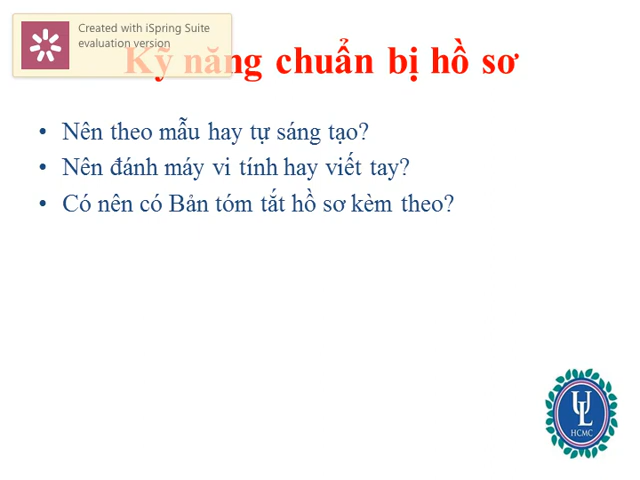 Created with iSpring Suite
evaluation version
Kỹ năng chuẩn bị hồ sơ
• Nên theo mẫu hay tự sáng tạo?
• Nên đánh máy vi tính hay viết tay?
• Có nên có Bản tóm tắt hồ sơ kèm theo?
UL
HCMC